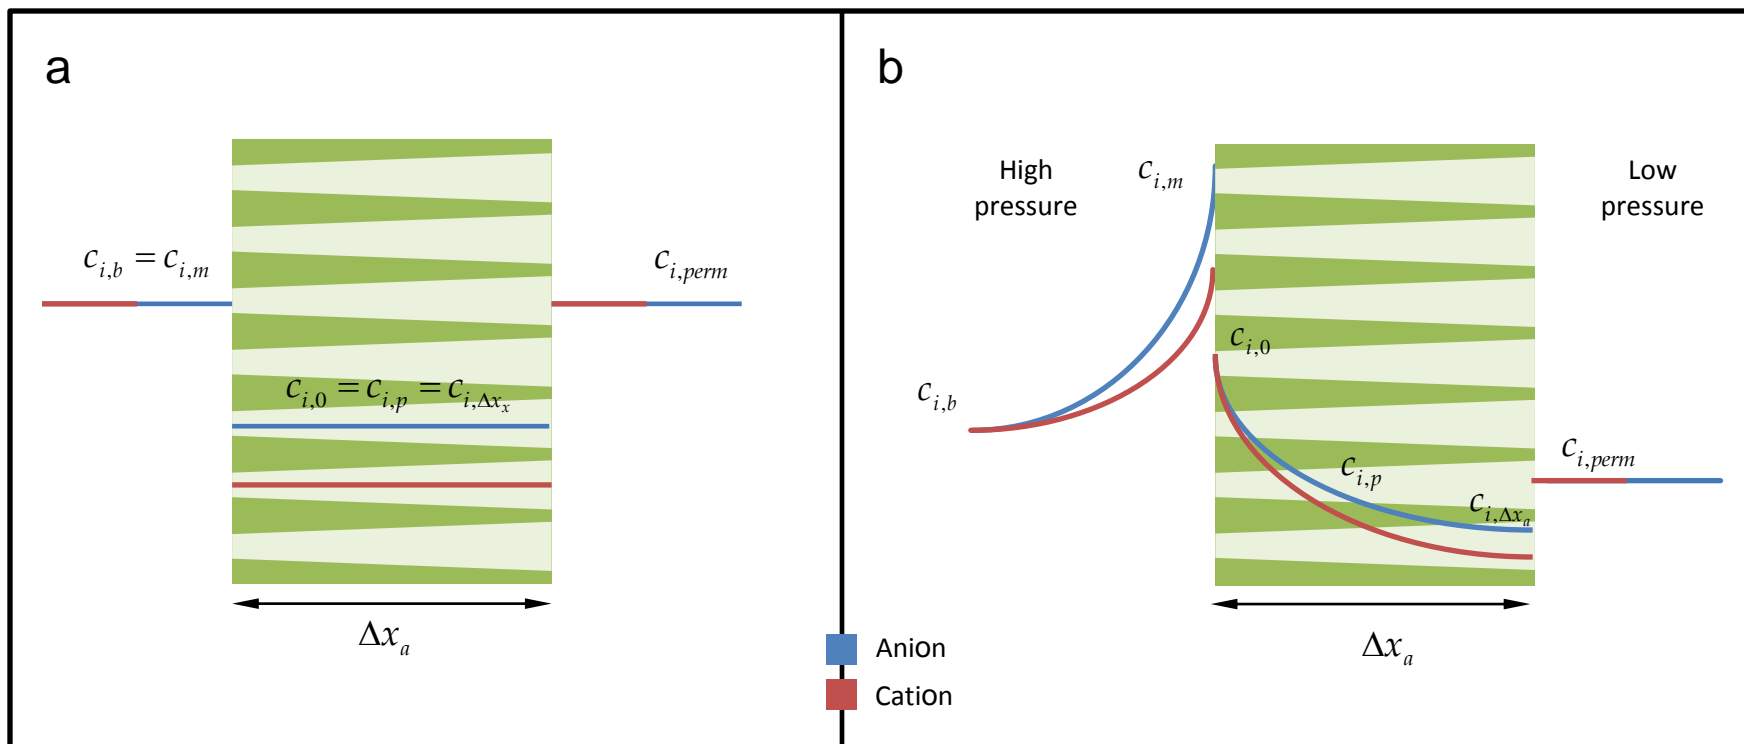 a
c_{i,b} = c_{i,m}
c_{i,perm}
c_{i,0} = c_{i,p} = c_{i,Δx_x}
Δx_a
b
High
pressure
c_{i,m}
Low
pressure
c_{i,0}
c_{i,b}
c_{i,p}
c_{i,perm}
c_{i,Δx_a}
Δx_a
Anion
Cation